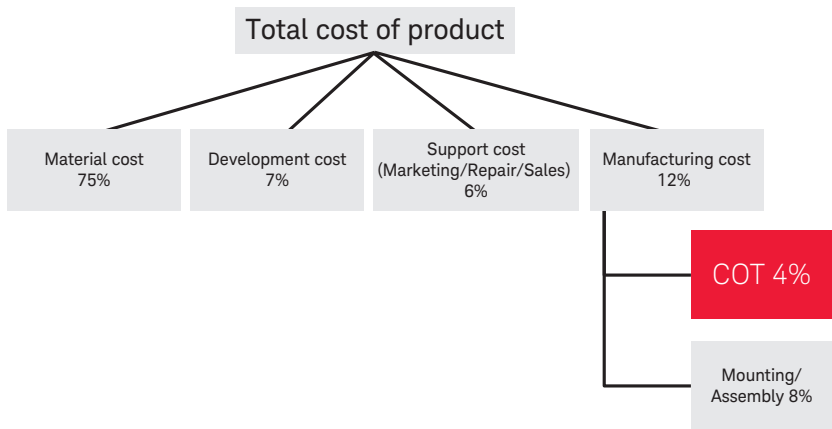 Total cost of product
Material cost
75%
Development cost
7%
Support cost
(Marketing/Repair/Sales)
6%
Manufacturing cost
12%
COT 4%
Mounting/
Assembly 8%